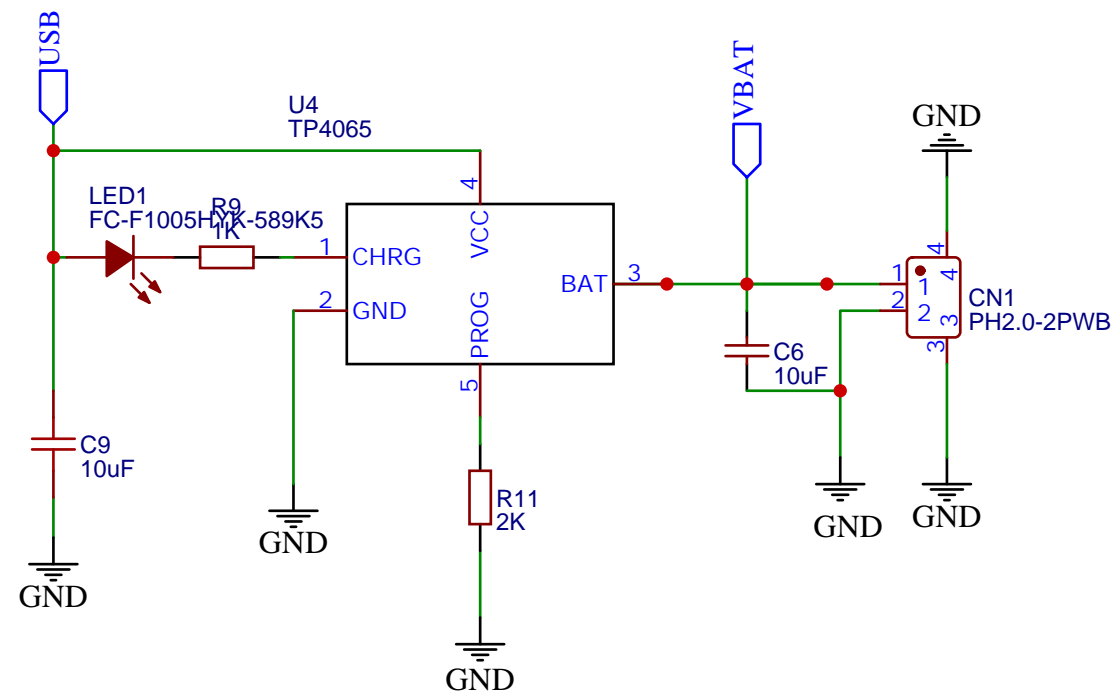 USB
U4
TP4065
LED1
FC-F1005HYK-589K5
R9
1K
4
VCC
1
CHRG
2
GND
PROG
5
BAT
3
VBAT
GND
4
4
1
1
2
2
3
3
CN1
PH2.0-2PWB
C6
10uF
C9
10uF
R11
2K
GND
GND
GND
GND
GND